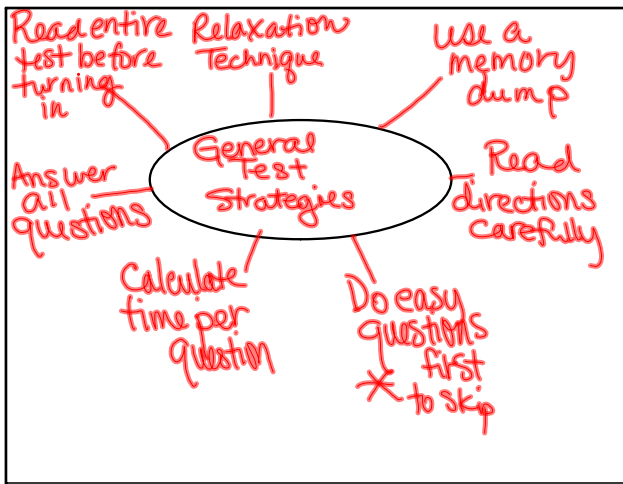 General
Test
Strategies
Read entire
test before
turning
in
Relaxation
Technique
use a
memory
dump
Read
directions
carefully
Do easy
questions
first
* to skip
Calculate
time per
question
Answer
all
questions